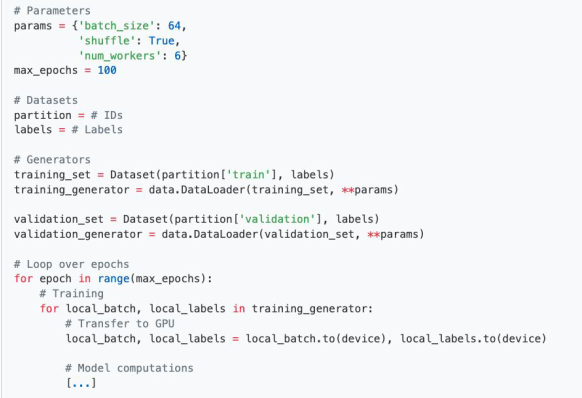 # Parameters
params = {'batch_size': 64,
          'shuffle': True,
          'num_workers': 6}
max_epochs = 100

# Datasets
partition = # IDs
labels = # Labels

# Generators
training_set = Dataset(partition['train'], labels)
training_generator = data.DataLoader(training_set, **params)

validation_set = Dataset(partition['validation'], labels)
validation_generator = data.DataLoader(validation_set, **params)

# Loop over epochs
for epoch in range(max_epochs):
    # Training
    for local_batch, local_labels in training_generator:
        # Transfer to GPU
        local_batch, local_labels = local_batch.to(device), local_labels.to(device)

        # Model computations
        [...]